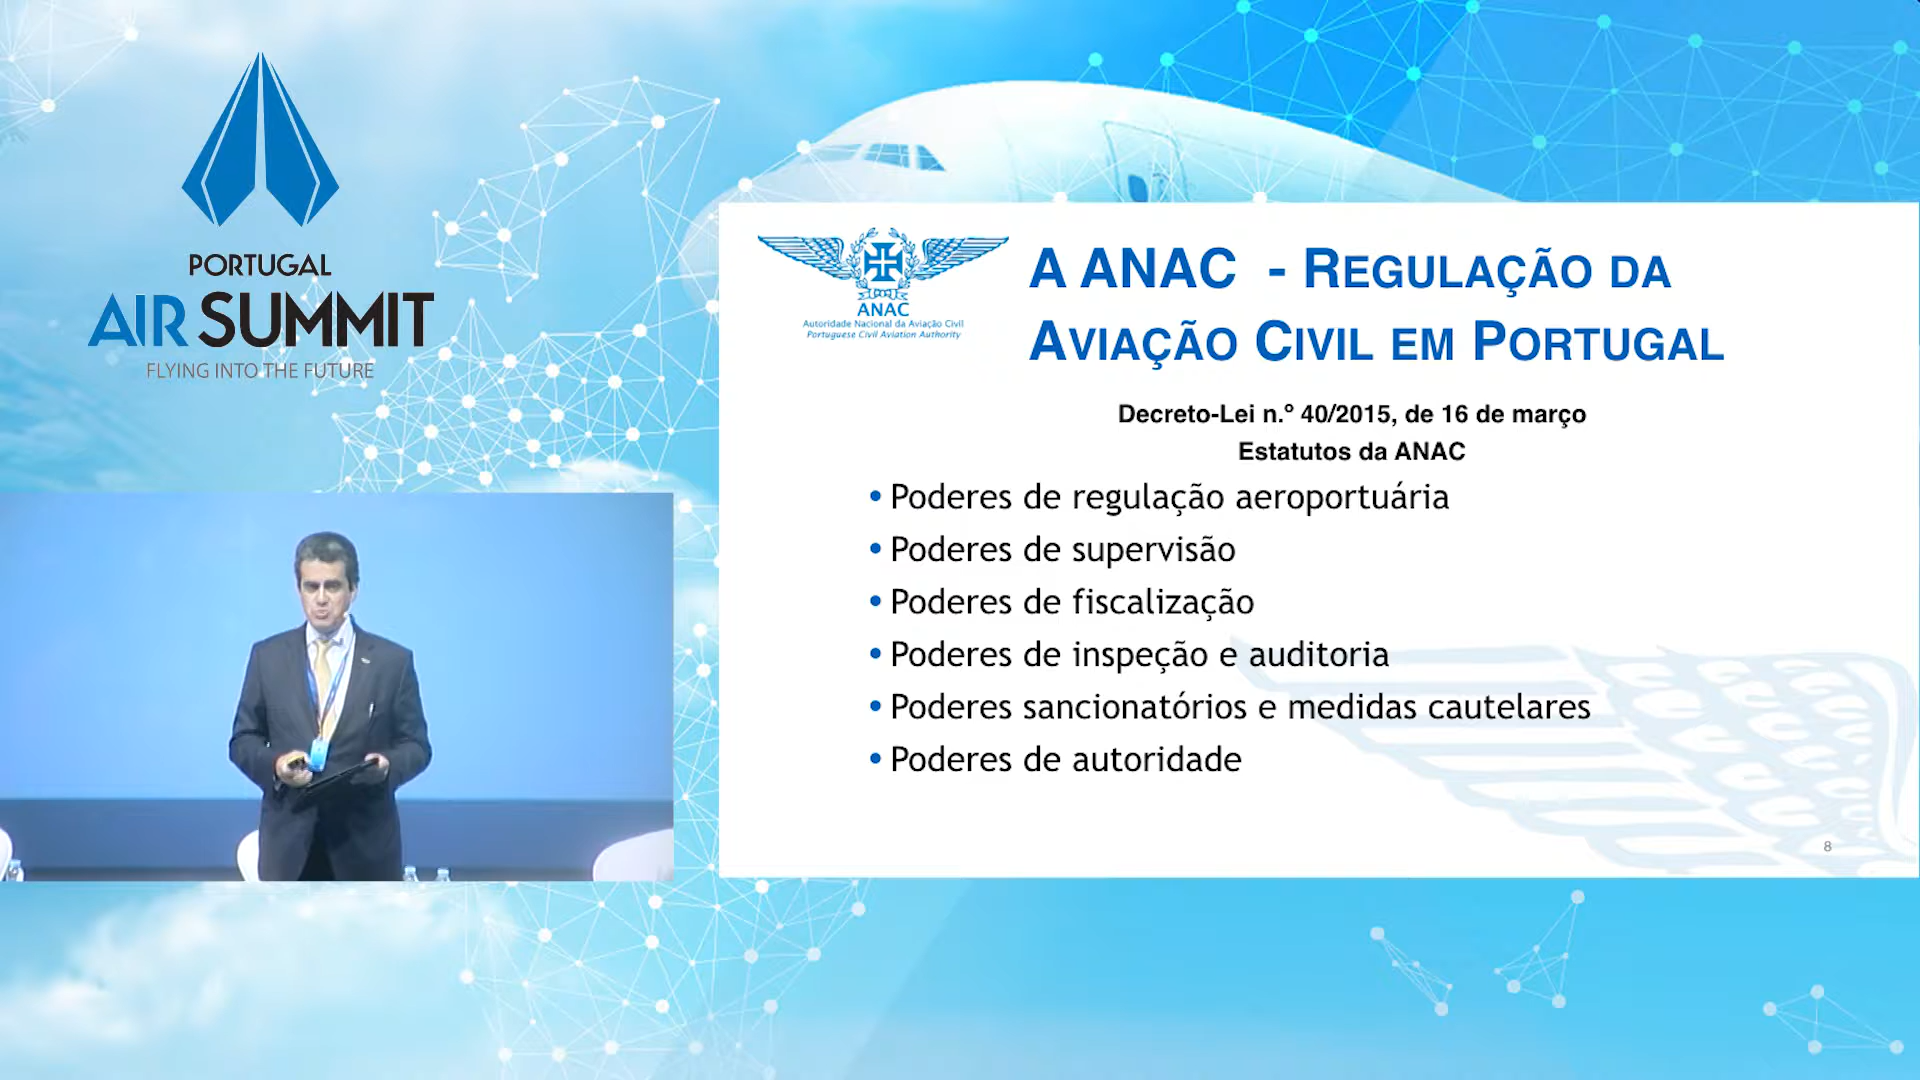 PORTUGAL
AIR SUMMIT
FLYING INTO THE FUTURE
ANAC
Autoridade Nacional da Aviação Civil
Portuguese Civil Aviation Authority
A ANAC - REGULAÇÃO DA
AVIAÇÃO CIVIL EM PORTUGAL
Decreto-Lei n.º 40/2015, de 16 de março
Estatutos da ANAC
• Poderes de regulação aeroportuária
• Poderes de supervisão
• Poderes de fiscalização
• Poderes de inspeção e auditoria
• Poderes sancionatórios e medidas cautelares
• Poderes de autoridade
8